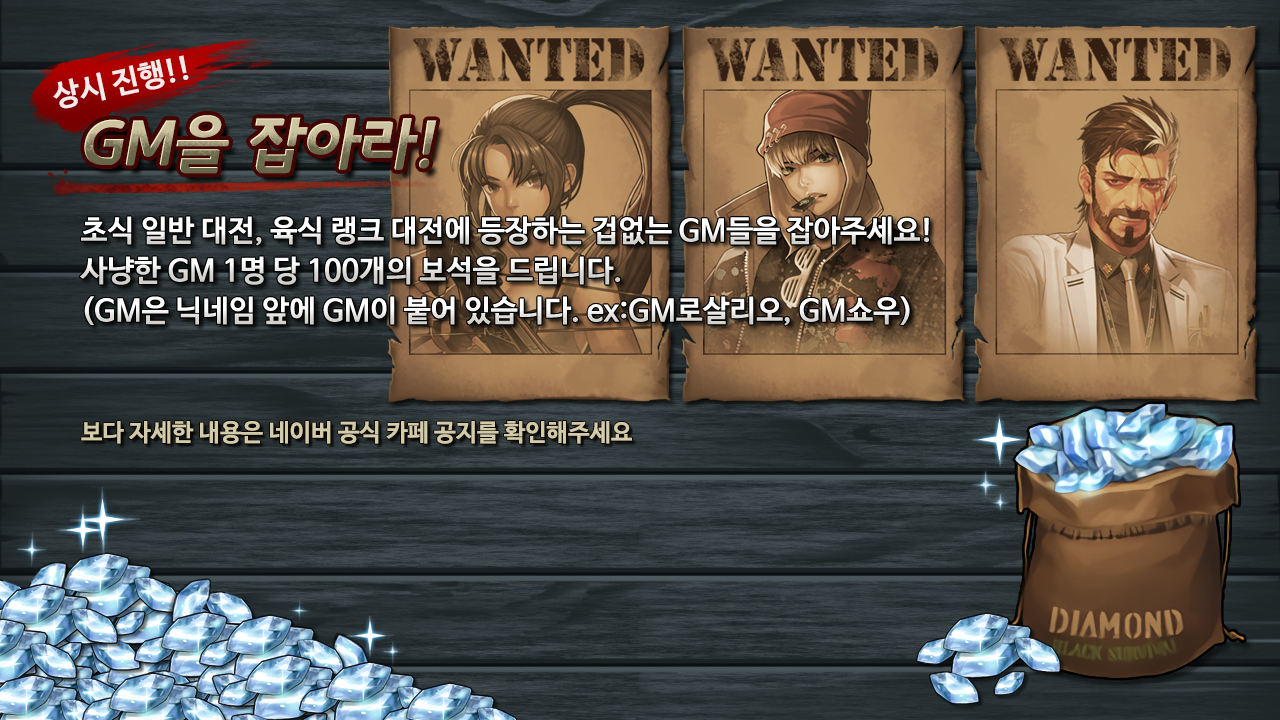 WANTED WANTED WANTED
상시 진행!!
GM을 잡아라!
초식 일반 대전, 육식 랭크 대전에 등장하는 겁없는 GM들을 잡아주세요!
사냥한 GM 1명 당 100개의 보석을 드립니다.
(GM은 닉네임 앞에 GM이 붙어 있습니다. ex:GM로살리오, GM쇼우)
보다 자세한 내용은 네이버 공식 카페 공지를 확인해주세요
DIAMOND
BLACK SURVIVAL